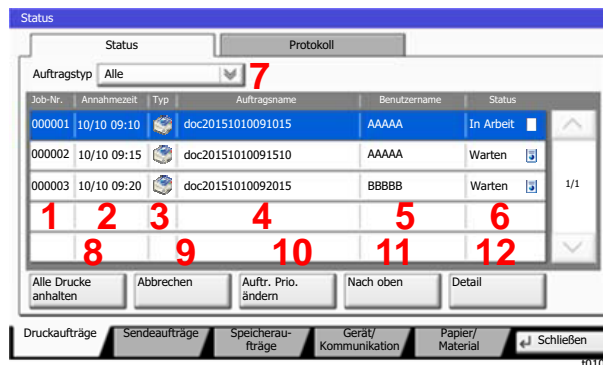 Status
Status Protokoll
Auftragstyp Alle 7
Job-Nr. Annahmezeit Typ Auftragsname Benutzername Status
000001 10/10 09:10 doc20151010091015 AAAAA In Arbeit
000002 10/10 09:15 doc20151010091510 AAAAA Warten
000003 10/10 09:20 doc20151010092015 BBBBB Warten 1/1
1 2 3 4 5 6
8 9 10 11 12
Alle Drucke Abbrechen Auftr. Prio. Nach oben Detail
anhalten ändern
Druckaufträge Sendeaufträge Speicherau- Gerät/ Papier/ Schließen
fträge Kommunikation Material